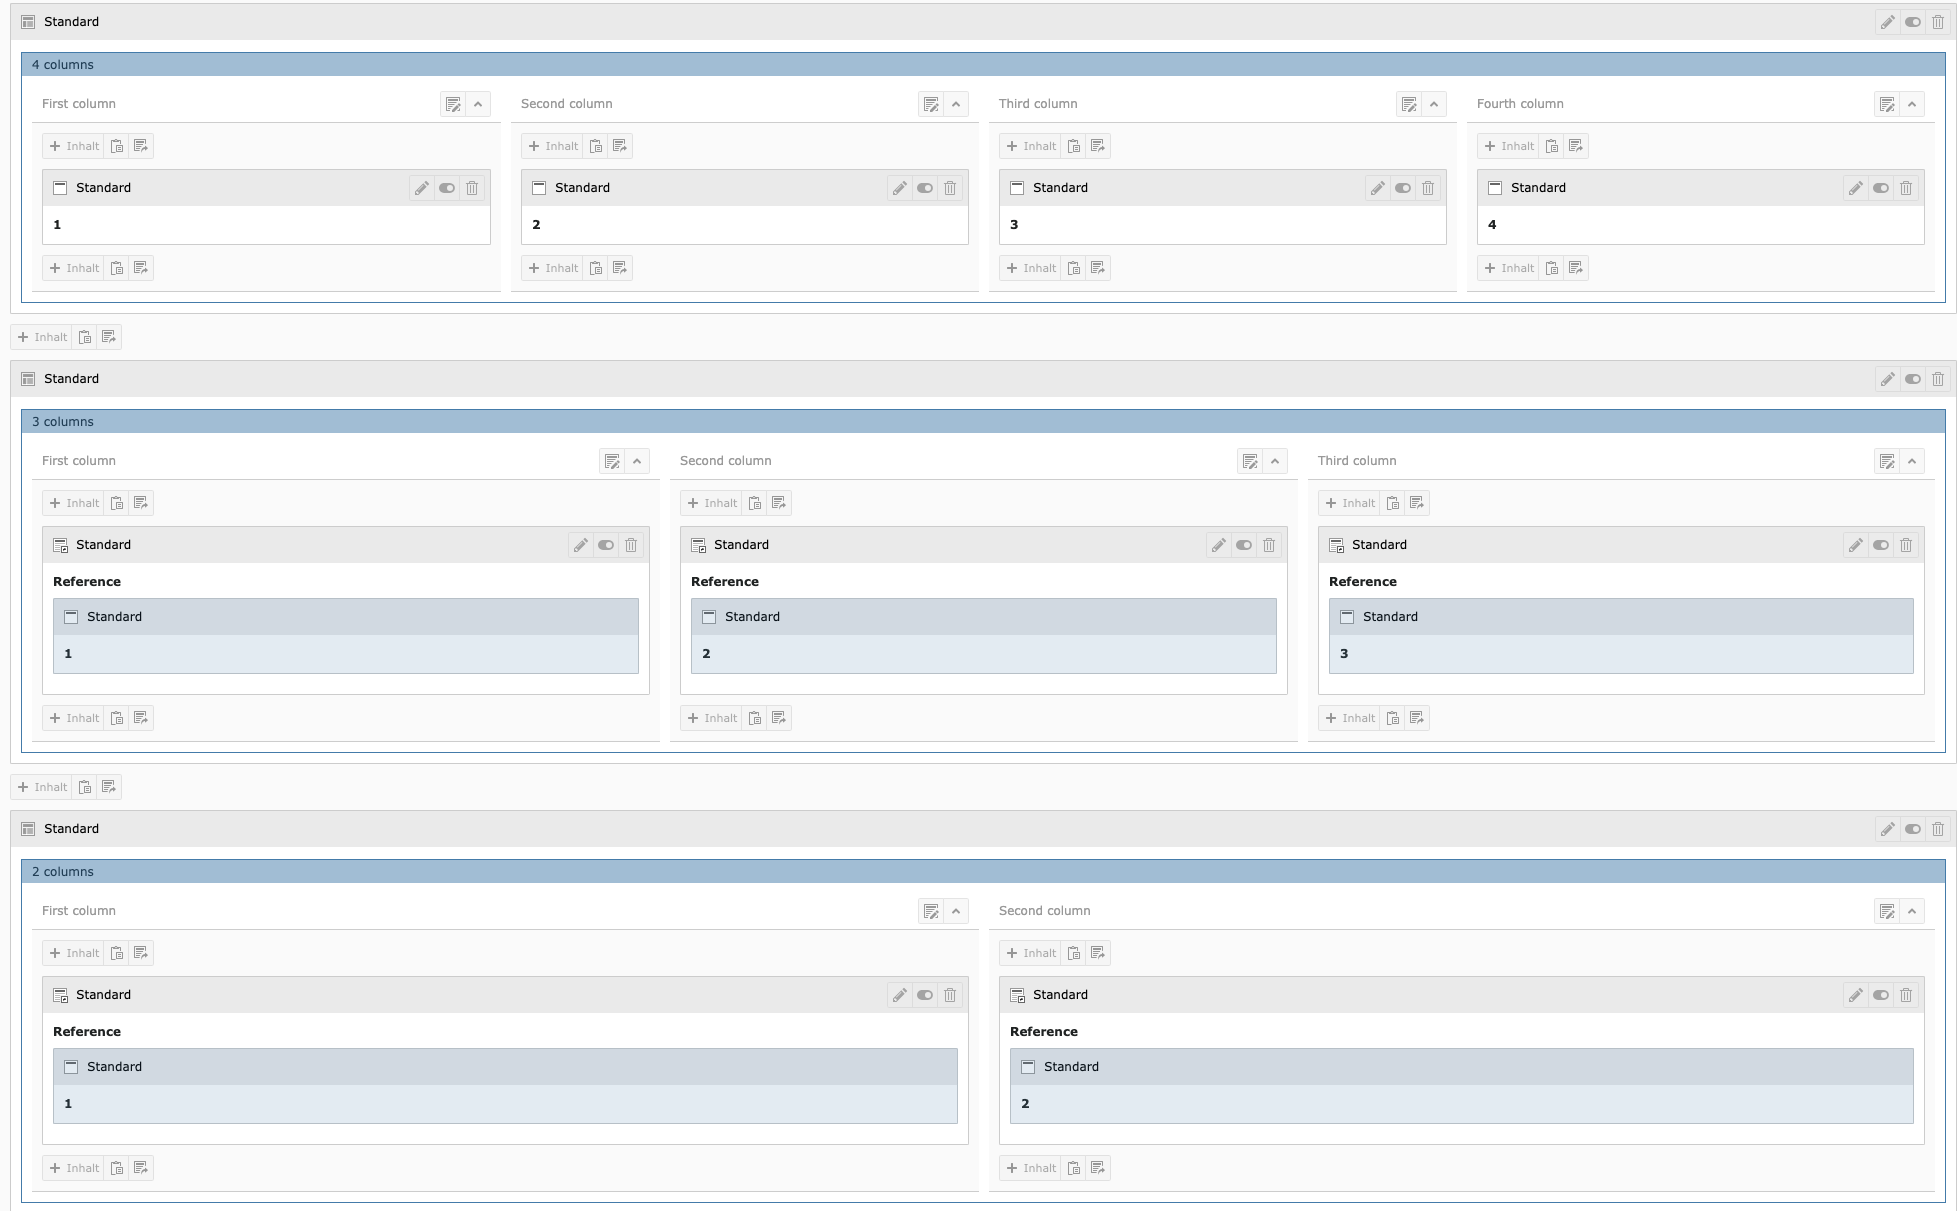 Standard
4 columns
First column Second column Third column Fourth column
Inhalt Inhalt Inhalt Inhalt
Standard Standard Standard Standard
1 2 3 4
Inhalt Inhalt Inhalt Inhalt
Inhalt
Standard
3 columns
First column Second column Third column
Inhalt Inhalt Inhalt
Standard Standard Standard
Reference Reference Reference
Standard Standard Standard
1 2 3
Inhalt Inhalt Inhalt
Inhalt
Standard
2 columns
First column Second column
Inhalt Inhalt
Standard Standard
Reference Reference
Standard Standard
1 2
Inhalt Inhalt